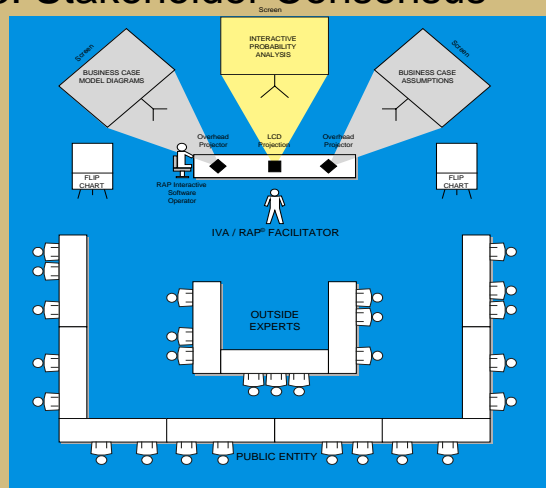 Stakeholder Consensus
Screen
INTERACTIVE
PROBABILITY
ANALYSIS
Screen
BUSINESS CASE
MODEL DIAGRAMS
Screen
BUSINESS CASE
ASSUMPTIONS
Overhead
Projector
LCD
Projection
Overhead
Projector
FLIP
CHART
RAP Interactive
Software
Operator
FLIP
CHART
IVA / RAP® FACILITATOR
OUTSIDE
EXPERTS
PUBLIC ENTITY